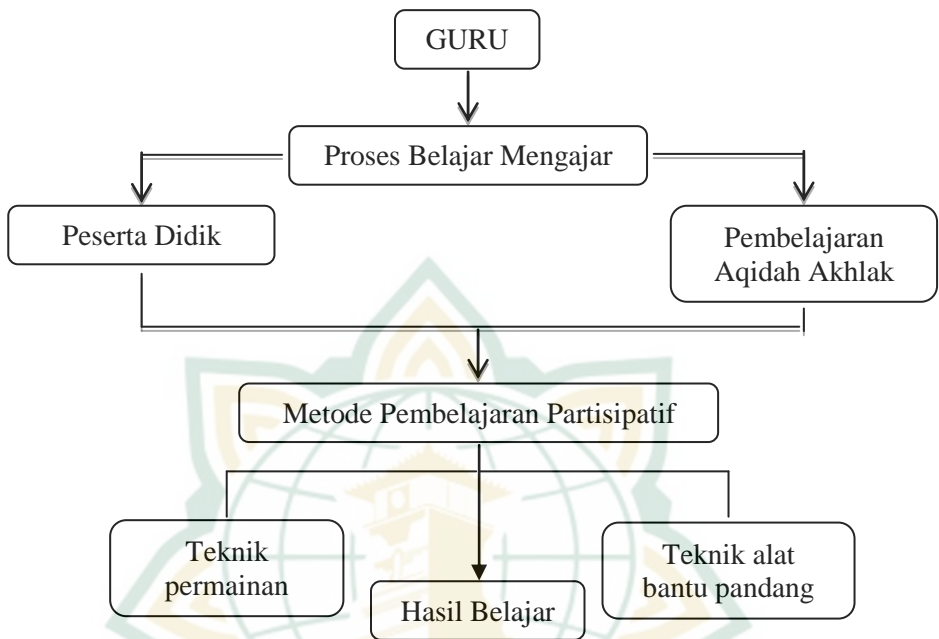 GURU
Proses Belajar Mengajar
Peserta Didik
Pembelajaran
Aqidah Akhlak
Metode Pembelajaran Partisipatif
Teknik
permainan
Teknik alat
bantu pandang
Hasil Belajar